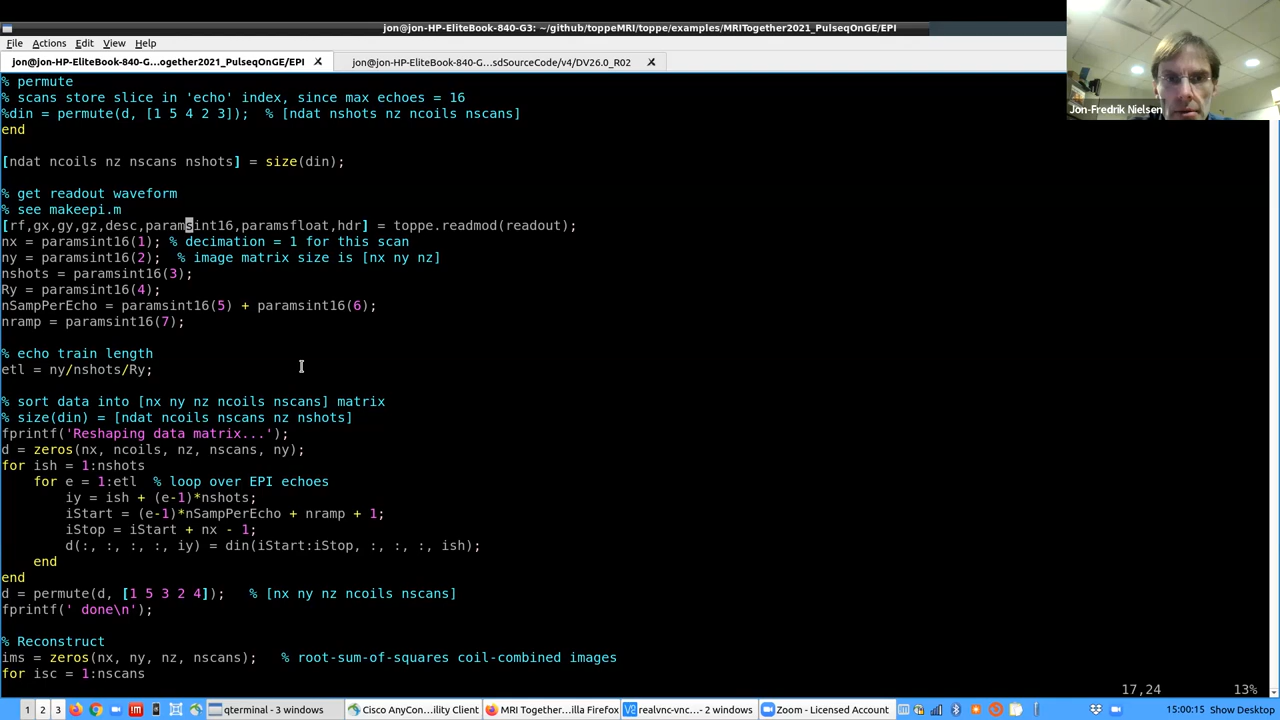 jon@jon-HP-EliteBook-840-G3: ~/github/toppeMRI/toppe/examples/MRITogether2021_PulseqOnGE/EPI
File Actions Edit View Help
jon@jon-HP-EliteBook-840-G...ogether2021_PulseqOnGE/EPI
jon@jon-HP-EliteBook-840-G...sdSourceCode/v4/DV26.0_R02
Jon-Fredrik Nielsen
% permute
% scans store slice in 'echo' index, since max echoes = 16
%din = permute(d, [1 5 4 2 3]);  % [ndat nshots nz ncoils nscans]
end
[ndat ncoils nz nscans nshots] = size(din);
% get readout waveform
% see makeepi.m
[rf,gx,gy,gz,desc,paramsint16,paramsfloat,hdr] = toppe.readmod(readout);
nx = paramsint16(1); % decimation = 1 for this scan
ny = paramsint16(2);  % image matrix size is [nx ny nz]
nshots = paramsint16(3);
Ry = paramsint16(4);
nSampPerEcho = paramsint16(5) + paramsint16(6);
nramp = paramsint16(7);
% echo train length
etl = ny/nshots/Ry;
% sort data into [nx ny nz ncoils nscans] matrix
% size(din) = [ndat ncoils nscans nz nshots]
fprintf('Reshaping data matrix...');
d = zeros(nx, ncoils, nz, nscans, ny);
for ish = 1:nshots
    for e = 1:etl  % loop over EPI echoes
        iy = ish + (e-1)*nshots;
        iStart = (e-1)*nSampPerEcho + nramp + 1;
        iStop = iStart + nx - 1;
        d(:, :, :, :, iy) = din(iStart:iStop, :, :, :, ish);
    end
end
d = permute(d, [1 5 3 2 4]);   % [nx ny nz ncoils nscans]
fprintf(' done\n');
% Reconstruct
ims = zeros(nx, ny, nz, nscans);   % root-sum-of-squares coil-combined images
for isc = 1:nscans
17,24 13%
1 2 3 qterminal - 3 windows Cisco AnyCon...ility Client MRI Together...illa Firefox realvnc-vnc... - 2 windows Zoom - Licensed Account 15:00:15 Show Desktop